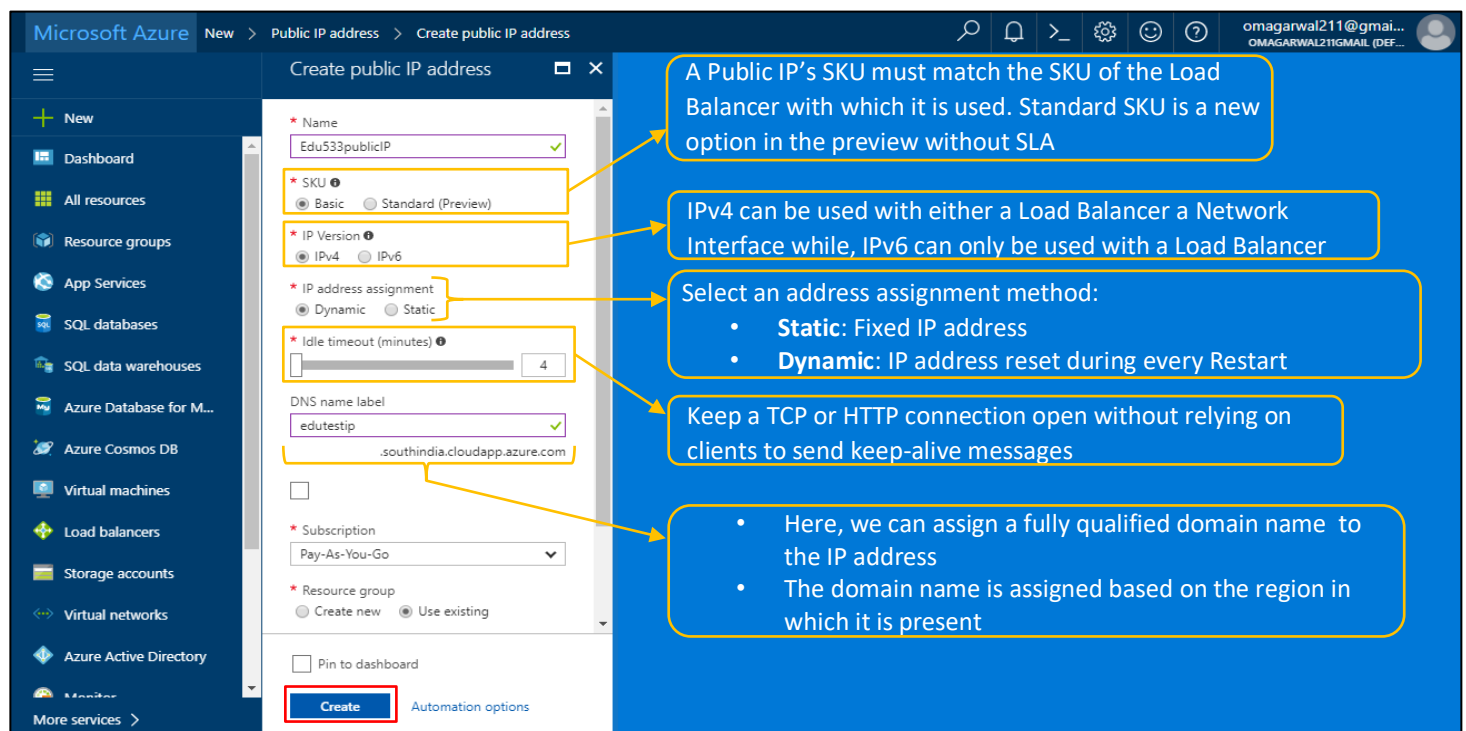 Microsoft Azure New > Public IP address > Create public IP address
>_ ? omagarwal211@gmai...
OMAGARWAL211GMAIL (DEF...
New
Dashboard
All resources
Resource groups
App Services
SQL databases
SQL data warehouses
Azure Database for M...
Azure Cosmos DB
Virtual machines
Load balancers
Storage accounts
Virtual networks
Azure Active Directory
Monitor
More services >
Create public IP address
* Name
Edu533publicIP
* SKU
Basic Standard (Preview)
* IP Version
IPv4 IPv6
* IP address assignment
Dynamic Static
* Idle timeout (minutes)
4
DNS name label
edutestip
.southindia.cloudapp.azure.com
* Subscription
Pay-As-You-Go
* Resource group
Create new Use existing
Pin to dashboard
Create Automation options
A Public IP’s SKU must match the SKU of the Load
Balancer with which it is used. Standard SKU is a new
option in the preview without SLA
IPv4 can be used with either a Load Balancer a Network
Interface while, IPv6 can only be used with a Load Balancer
Select an address assignment method:
• Static: Fixed IP address
• Dynamic: IP address reset during every Restart
Keep a TCP or HTTP connection open without relying on
clients to send keep-alive messages
• Here, we can assign a fully qualified domain name to
the IP address
• The domain name is assigned based on the region in
which it is present